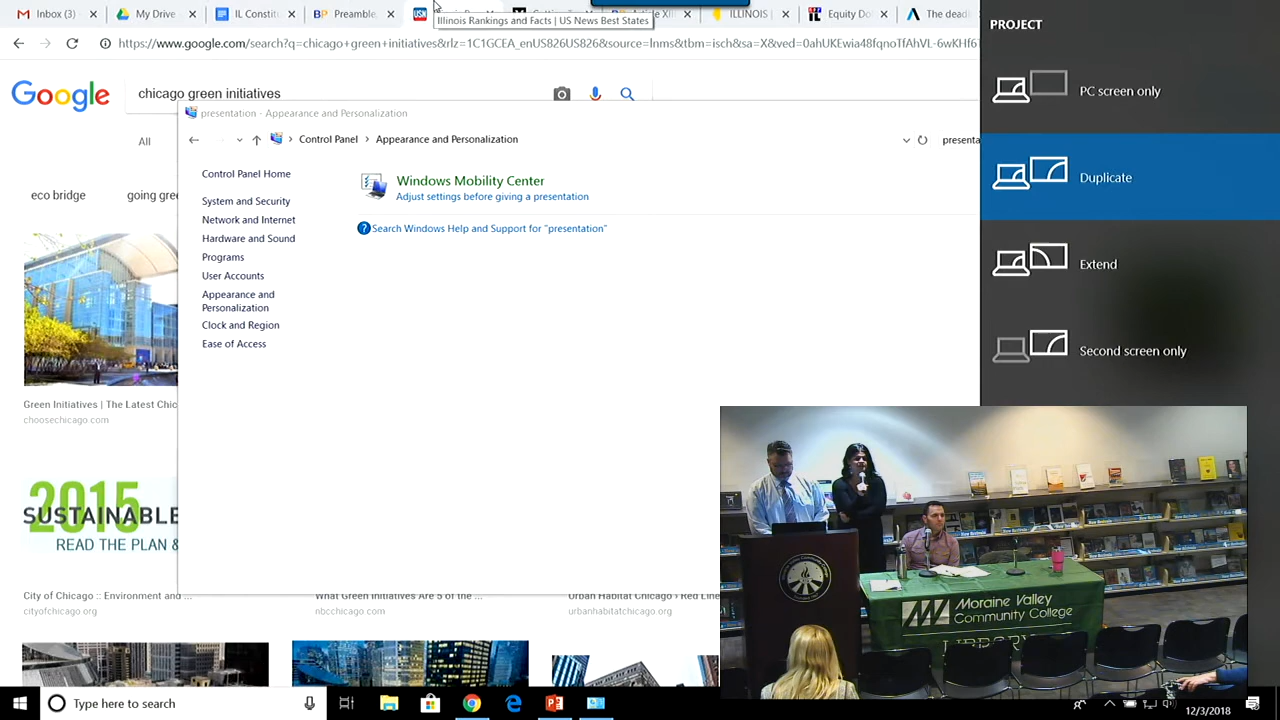 Inbox (3)
My Drive
IL Constit
Preamble,
USN
ILLINOIS |
Equity Do
The deadl
Illinois Rankings and Facts | US News Best States
PROJECT
https://www.google.com/search?q=chicago+green+initiatives&rlz=1C1GCEA_enUS826US826&source=lnms&tbm=isch&sa=X&ved=0ahUKEwia48fqnoTfAhVL-6wKHf6
Google
chicago green initiatives
PC screen only
presentation - Appearance and Personalization
All
Control Panel
Appearance and Personalization
presenta
Control Panel Home
Windows Mobility Center
Adjust settings before giving a presentation
Duplicate
eco bridge
going gre
System and Security
Network and Internet
Search Windows Help and Support for "presentation"
Hardware and Sound
Programs
User Accounts
Extend
Appearance and
Personalization
Clock and Region
Ease of Access
Second screen only
Green Initiatives | The Latest Chic
choosechicago.com
2015
SUSTAINABLE
READ THE PLAN &
City of Chicago :: Environment and ...
cityofchicago.org
What Green Initiatives Are 5 of the ...
nbcchicago.com
Urban Habitat Chicago › Red Line
urbanhabitatchicago.org
Moraine Valley
Community College
LIBRARY
Type here to search
12/3/2018